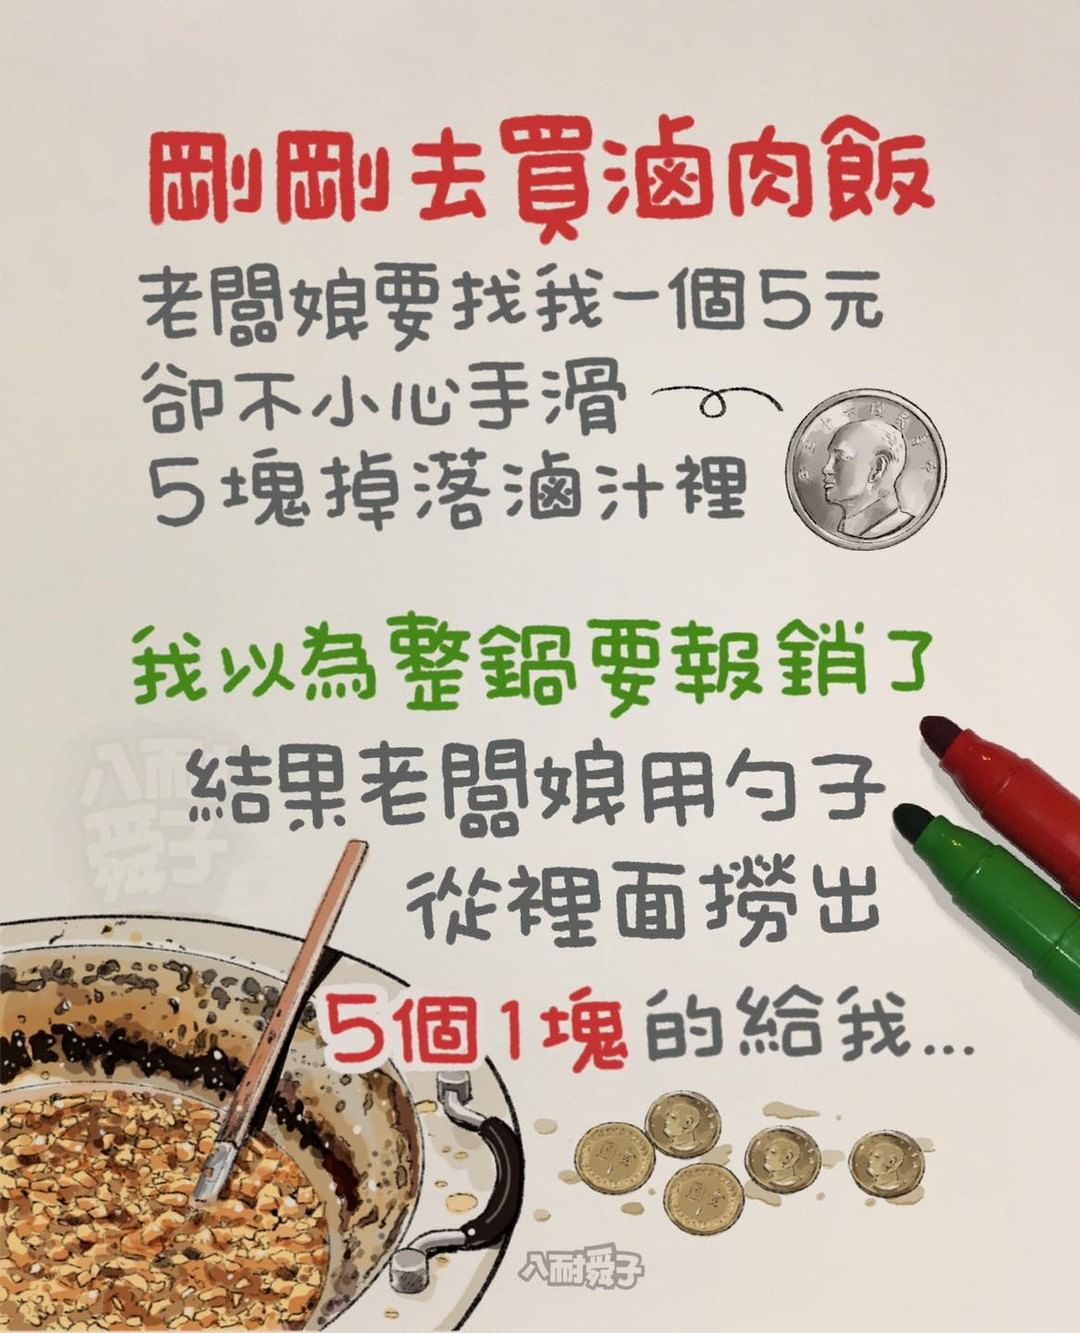 剛剛去買滷肉飯
老闆娘要找我一個5元
卻不小心手滑
5塊掉落滷汁裡
我以為整鍋要報銷了
結果老闆娘用勺子
從裡面撈出
5個1塊的給我...
八耐舜子
八耐舜子